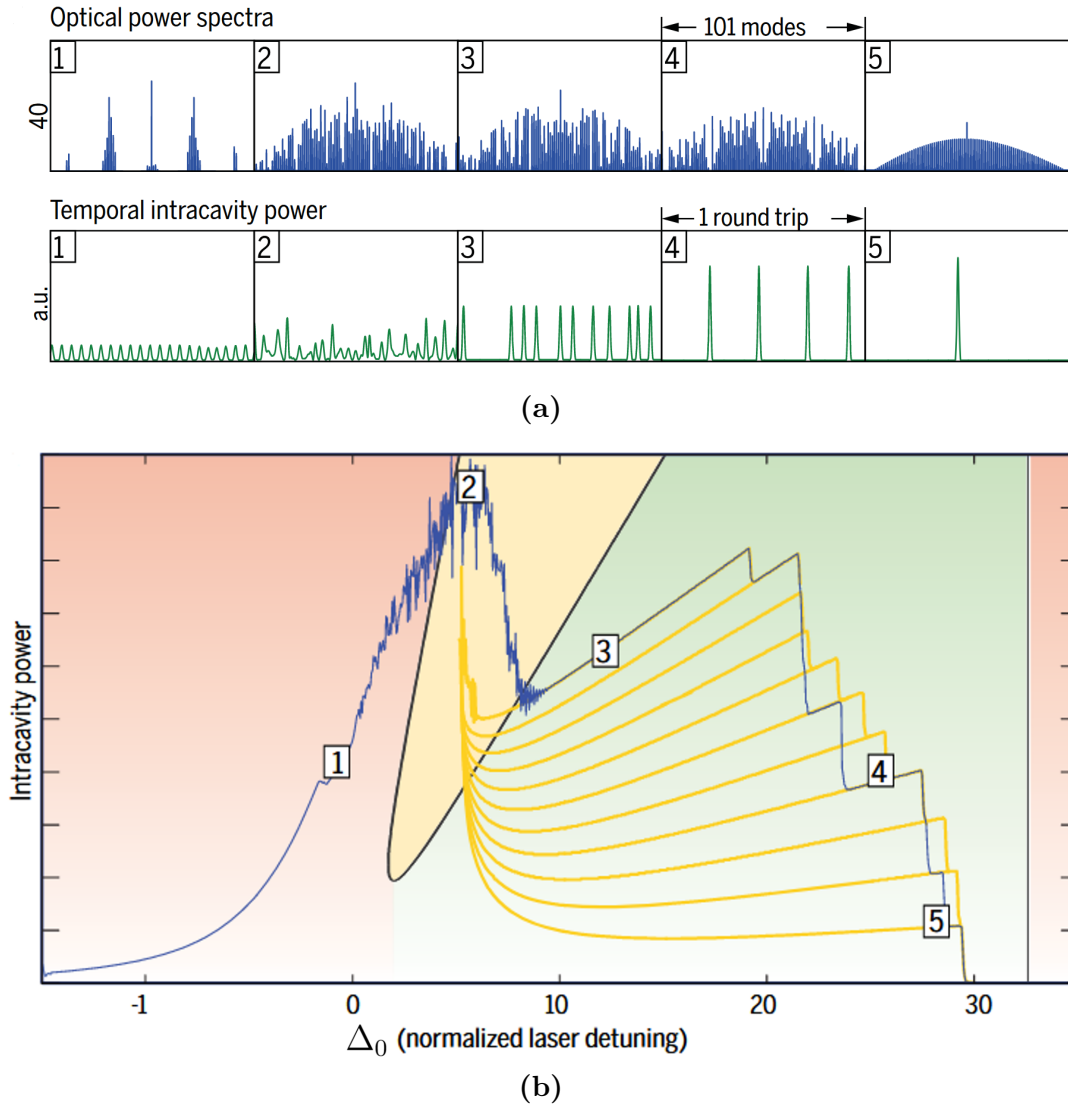 Optical power spectra
101 modes
1 2 3 4 5
40
Temporal intracavity power
1 round trip
1 2 3 4 5
a.u.
(a)
2
3
1
4
5
Intracavity power
-1 0 10 20 30
Δ₀ (normalized laser detuning)
(b)